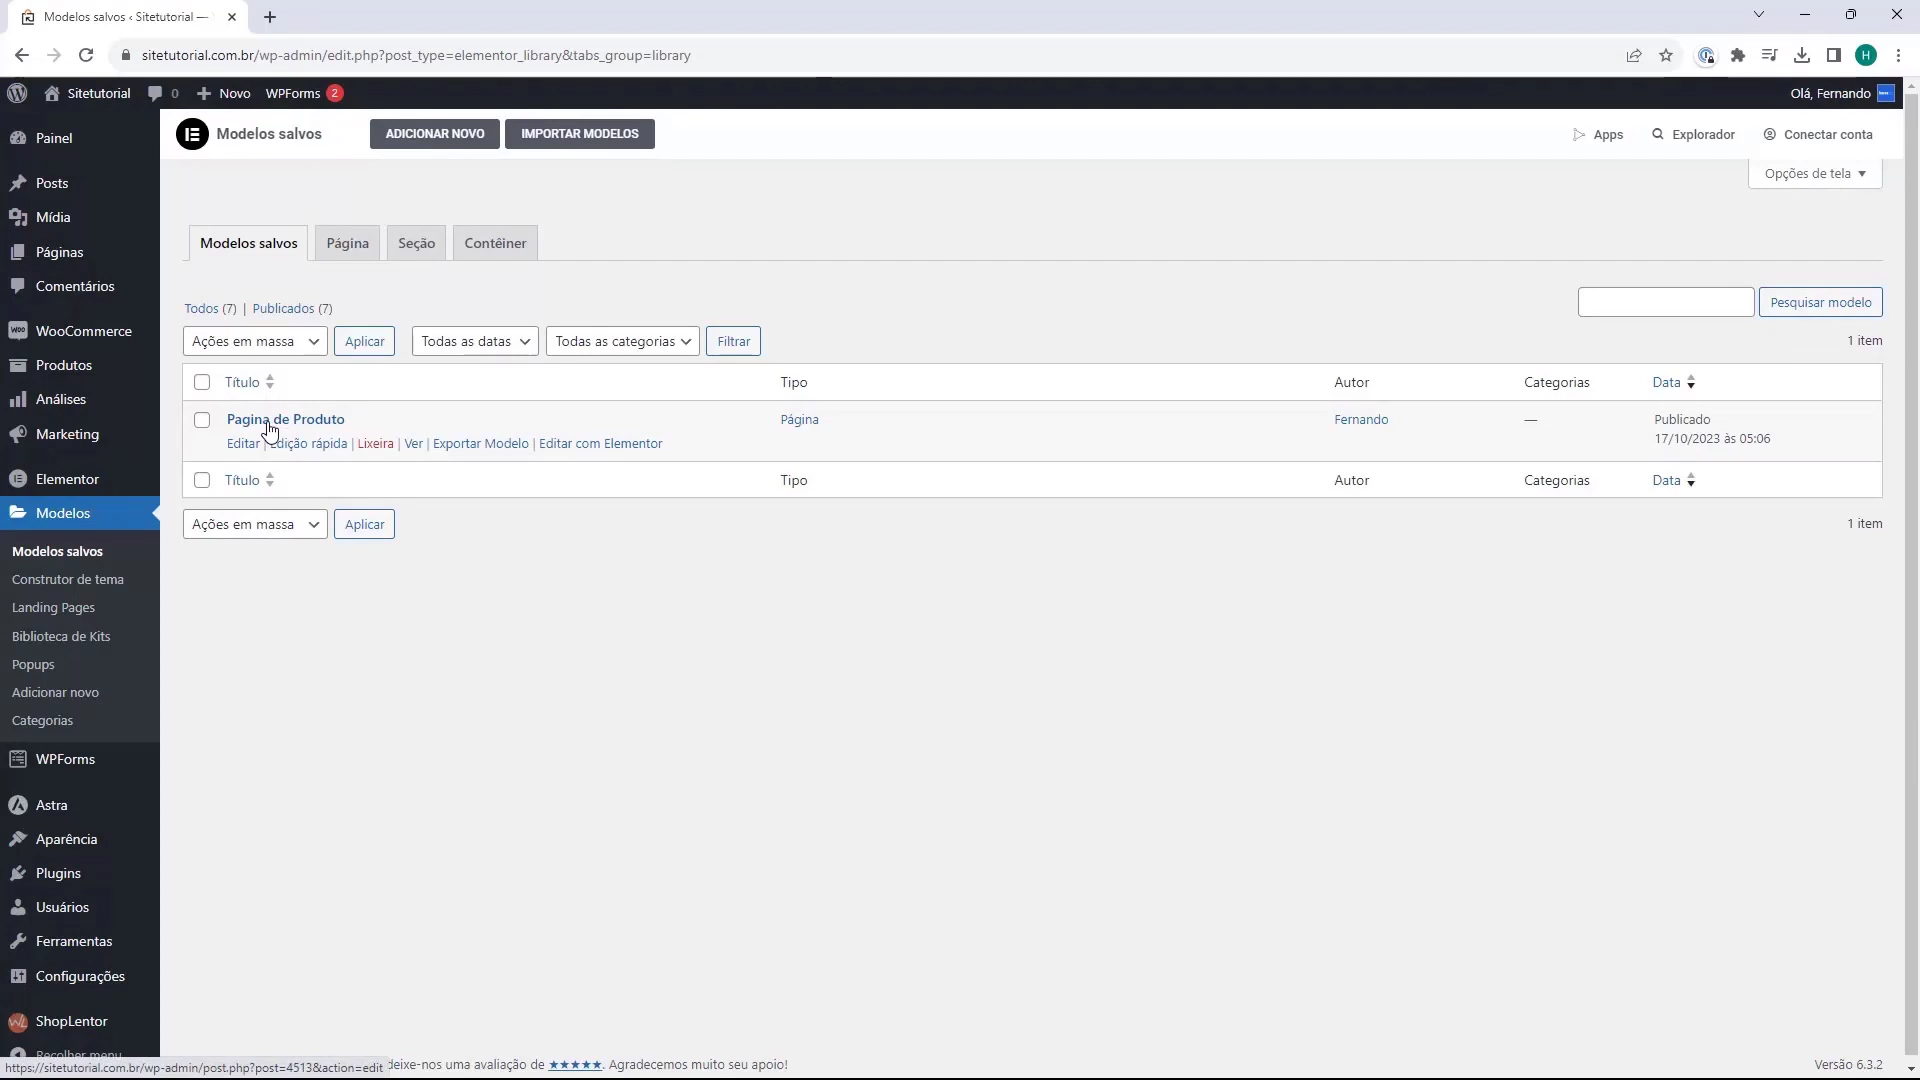 Modelos salvos ‹ Sitetutorial —
sitetutorial.com.br/wp-admin/edit.php?post_type=elementor_library&tabs_group=library
H
Sitetutorial 0 Novo WPForms 2 Olá, Fernando
Painel
Posts
Mídia
Páginas
Comentários
WooCommerce
Produtos
Análises
Marketing
Elementor
Modelos
Modelos salvos
Construtor de tema
Landing Pages
Biblioteca de Kits
Popups
Adicionar novo
Categorias
WPForms
Astra
Aparência
Plugins
Usuários
Ferramentas
Configurações
ShopLentor
Recolher menu
Modelos salvos ADICIONAR NOVO IMPORTAR MODELOS Apps Explorador Conectar conta
Opções de tela
Modelos salvos Página Seção Contêiner
Todos (7) | Publicados (7) Pesquisar modelo
Ações em massa Aplicar Todas as datas Todas as categorias Filtrar 1 item
Título Tipo Autor Categorias Data
Pagina de Produto Página Fernando — Publicado
17/10/2023 às 05:06
Editar | Edição rápida | Lixeira | Ver | Exportar Modelo | Editar com Elementor
Título Tipo Autor Categorias Data
Ações em massa Aplicar 1 item
deixe-nos uma avaliação de ★★★★★. Agradecemos muito seu apoio! Versão 6.3.2
https://sitetutorial.com.br/wp-admin/post.php?post=4513&action=edit